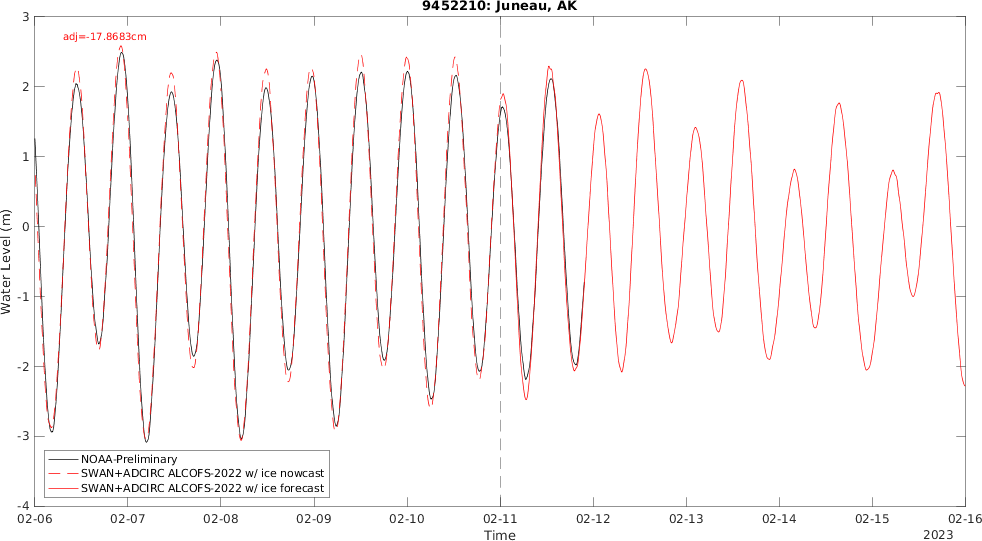 9452210: Juneau, AK
adj=-17.8683cm
3
2
1
0
-1
-2
-3
-4
Water Level (m)
NOAA-Preliminary
SWAN+ADCIRC ALCOFS-2022 w/ ice nowcast
SWAN+ADCIRC ALCOFS-2022 w/ ice forecast
02-06 02-07 02-08 02-09 02-10 02-11 02-12 02-13 02-14 02-15 02-16
Time
2023